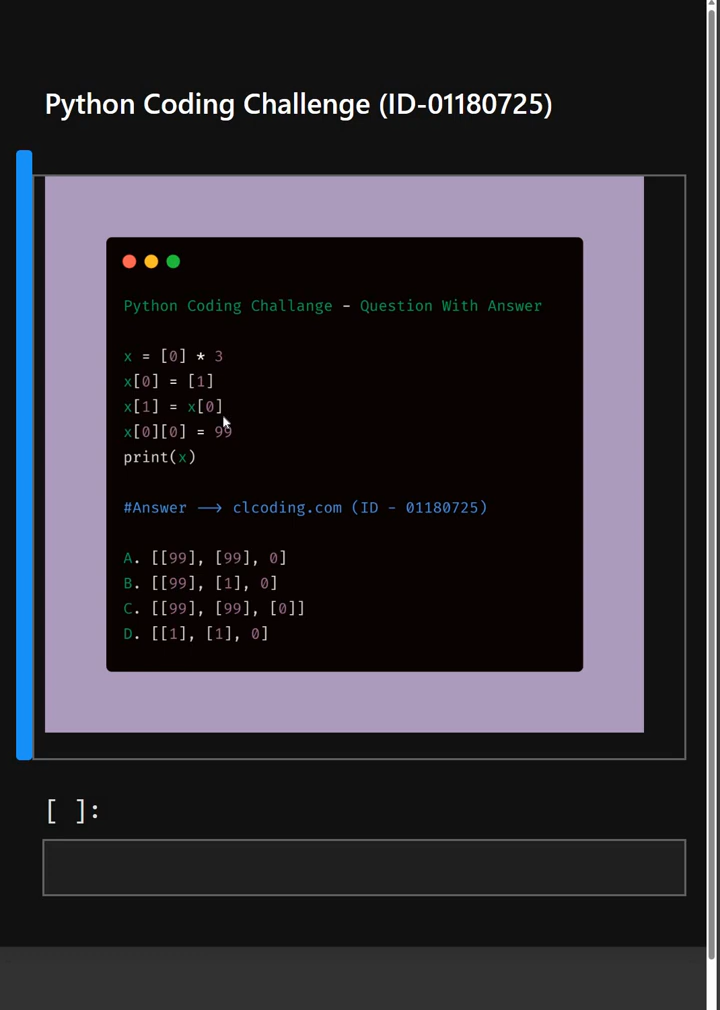 Python Coding Challenge (ID-01180725)
Python Coding Challange - Question With Answer
x = [0] * 3
x[0] = [1]
x[1] = x[0]
x[0][0] = 99
print(x)
#Answer ⟶ clcoding.com (ID - 01180725)
A. [[99], [99], 0]
B. [[99], [1], 0]
C. [[99], [99], [0]]
D. [[1], [1], 0]
[ ]: